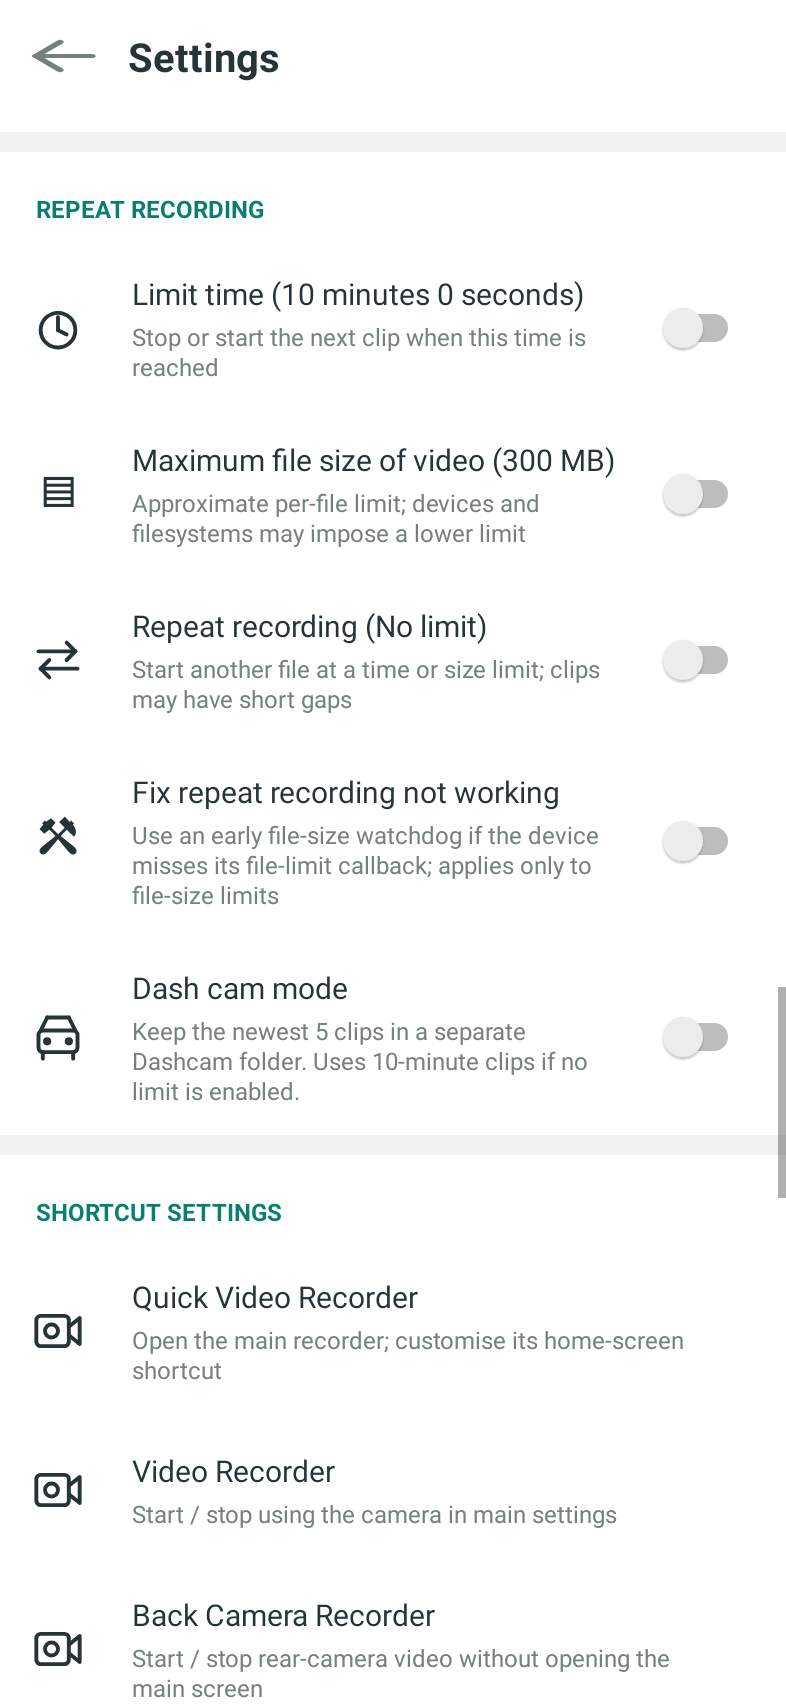 Settings
REPEAT RECORDING
Limit time (10 minutes 0 seconds)
Stop or start the next clip when this time is
reached
Maximum file size of video (300 MB)
Approximate per-file limit; devices and
filesystems may impose a lower limit
Repeat recording (No limit)
Start another file at a time or size limit; clips
may have short gaps
Fix repeat recording not working
Use an early file-size watchdog if the device
misses its file-limit callback; applies only to
file-size limits
Dash cam mode
Keep the newest 5 clips in a separate
Dashcam folder. Uses 10-minute clips if no
limit is enabled.
SHORTCUT SETTINGS
Quick Video Recorder
Open the main recorder; customise its home-screen
shortcut
Video Recorder
Start / stop using the camera in main settings
Back Camera Recorder
Start / stop rear-camera video without opening the
main screen